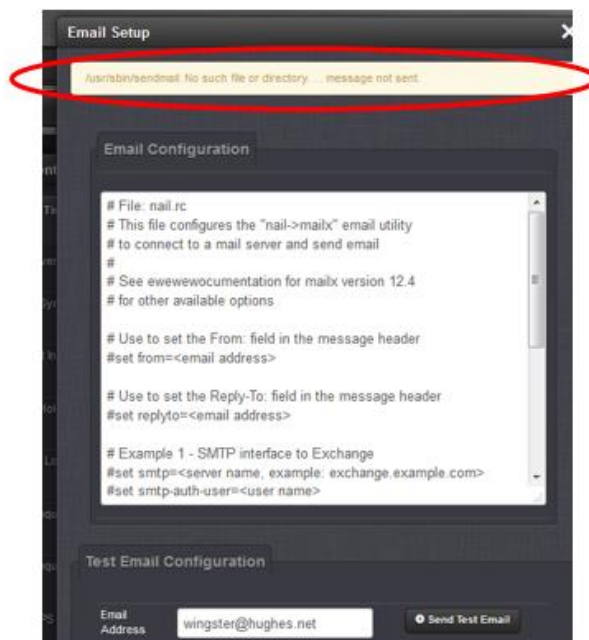 Email Setup
/usr/sbin/sendmail: No such file or directory. . . message not sent.
Email Configuration
# File: nail.rc
# This file configures the "nail->mailx" email utility
# to connect to a mail server and send email
#
# See ewewewocumentation for mailx version 12.4
# for other available options
# Use to set the From: field in the message header
#set from=<email address>
# Use to set the Reply-To: field in the message header
#set replyto=<email address>
# Example 1 - SMTP interface to Exchange
#set smtp=<server name, example: exchange.example.com>
#set smtp-auth-user=<user name>
Test Email Configuration
Email
Address
wingster@hughes.net
Send Test Email